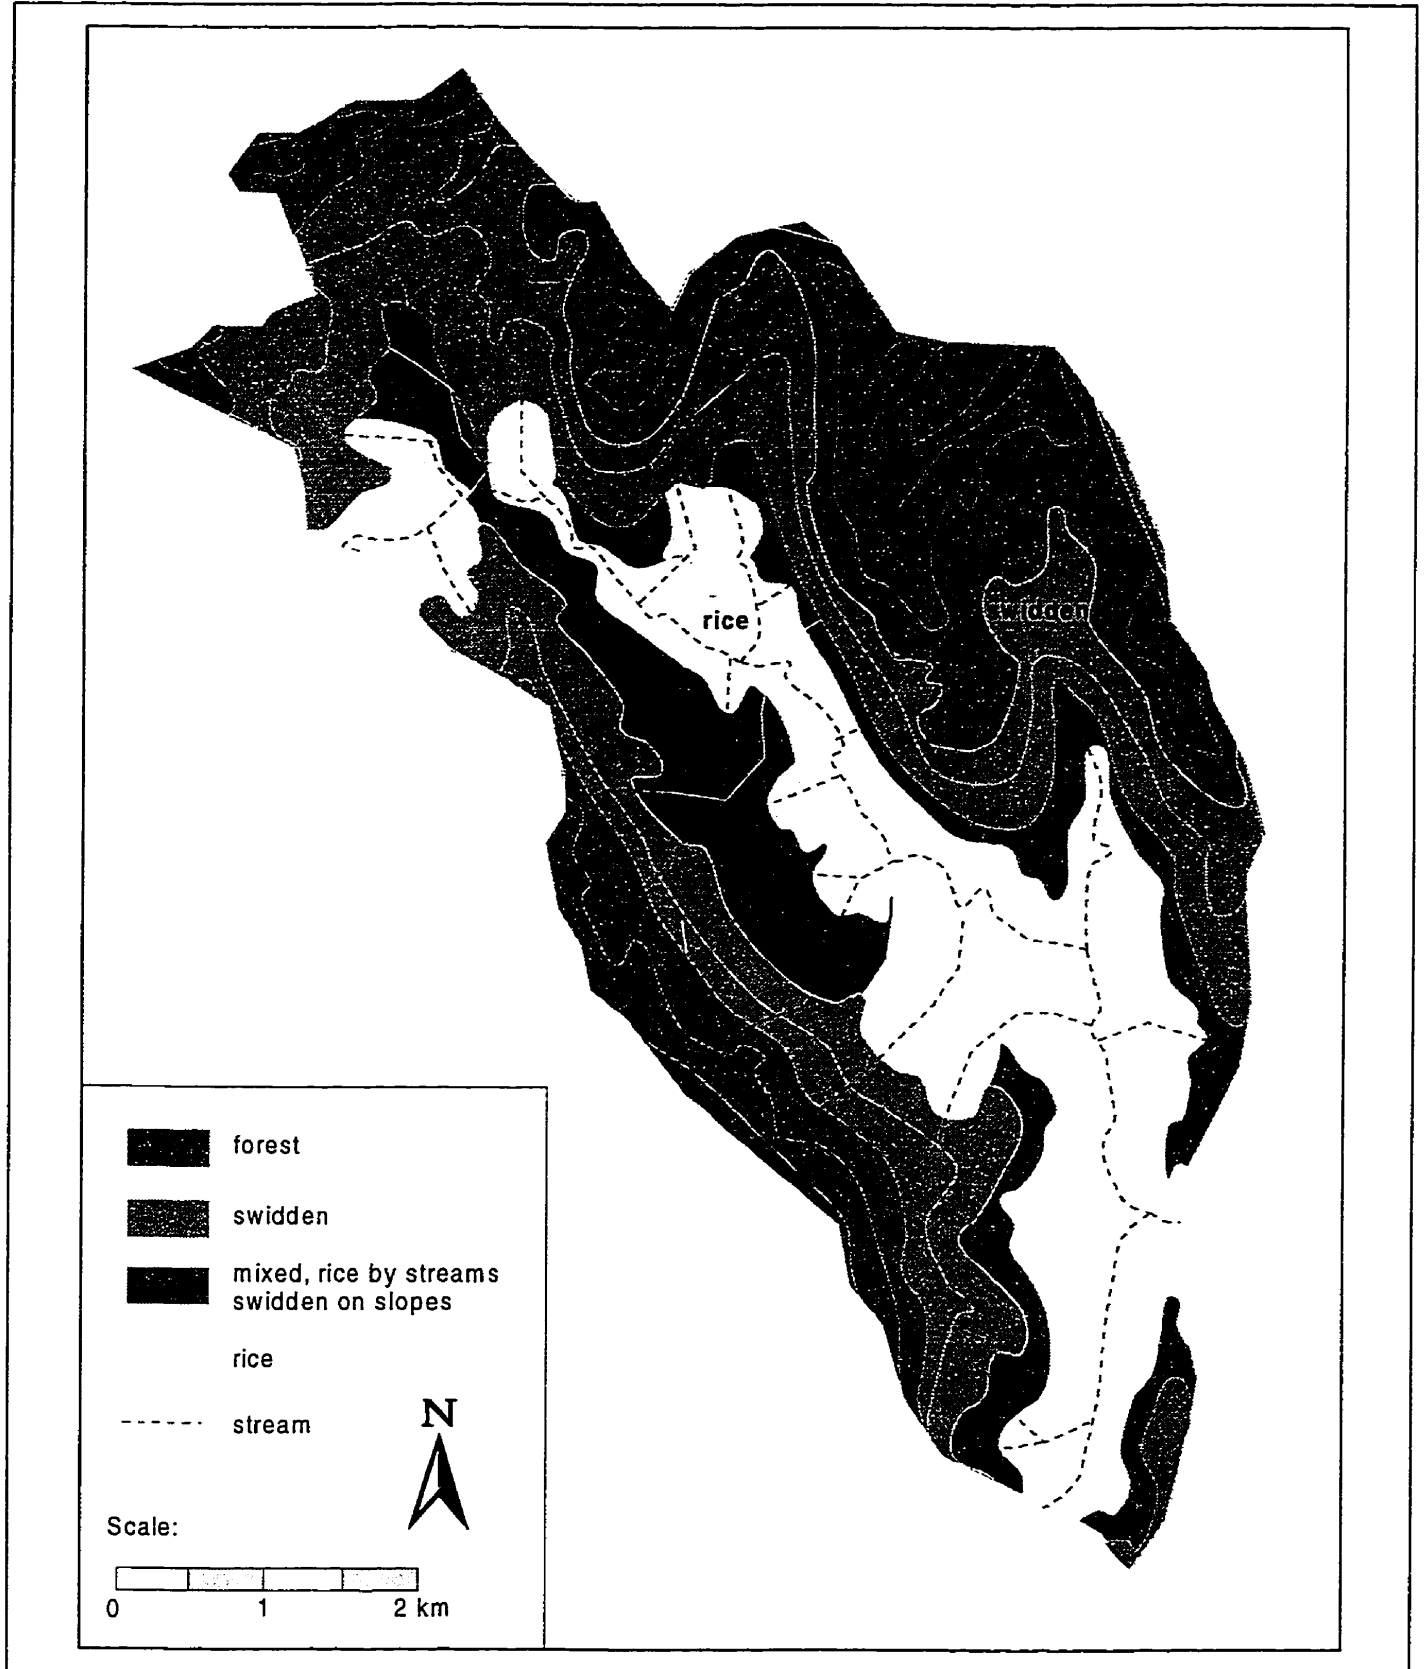 rice
swidden
forest
swidden
mixed, rice by streams
swidden on slopes
rice
stream
N
Scale:
0 1 2 km